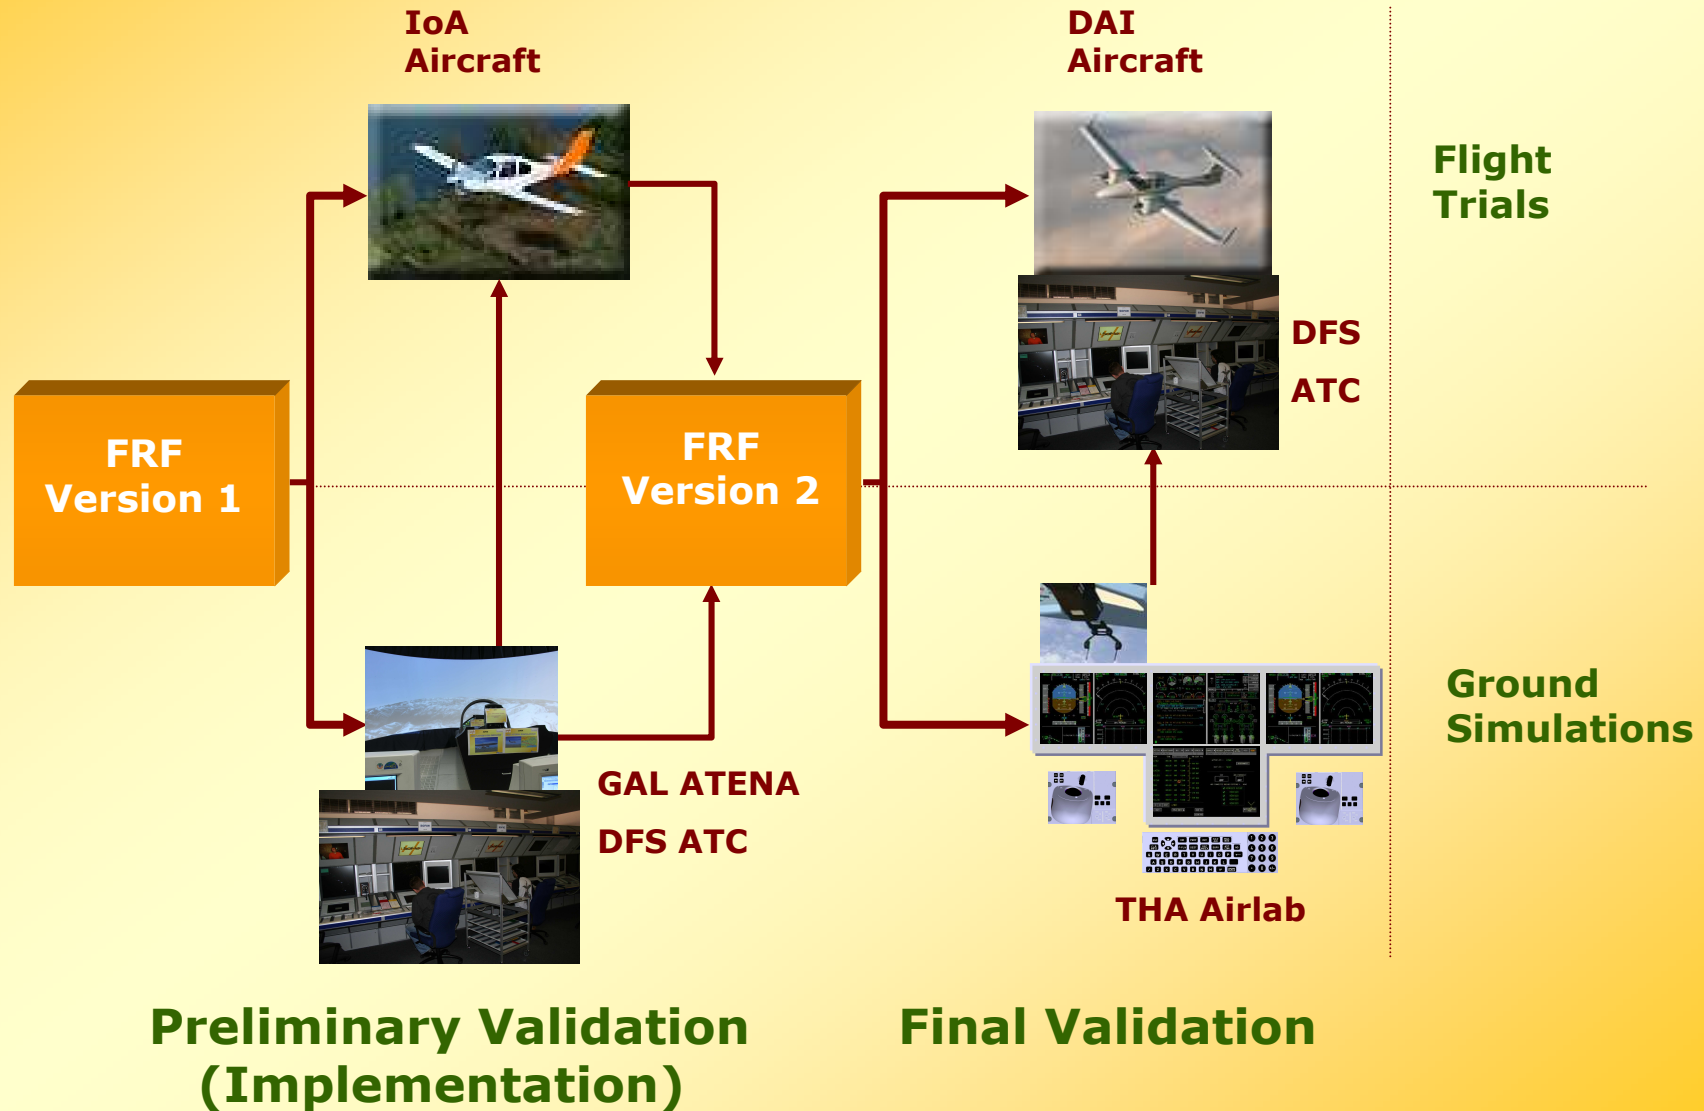 IoA
Aircraft
DAI
Aircraft
Flight
Trials
DFS
ATC
FRF
Version 1
FRF
Version 2
Ground
Simulations
GAL ATENA
DFS ATC
THA Airlab
Preliminary Validation
(Implementation)
Final Validation